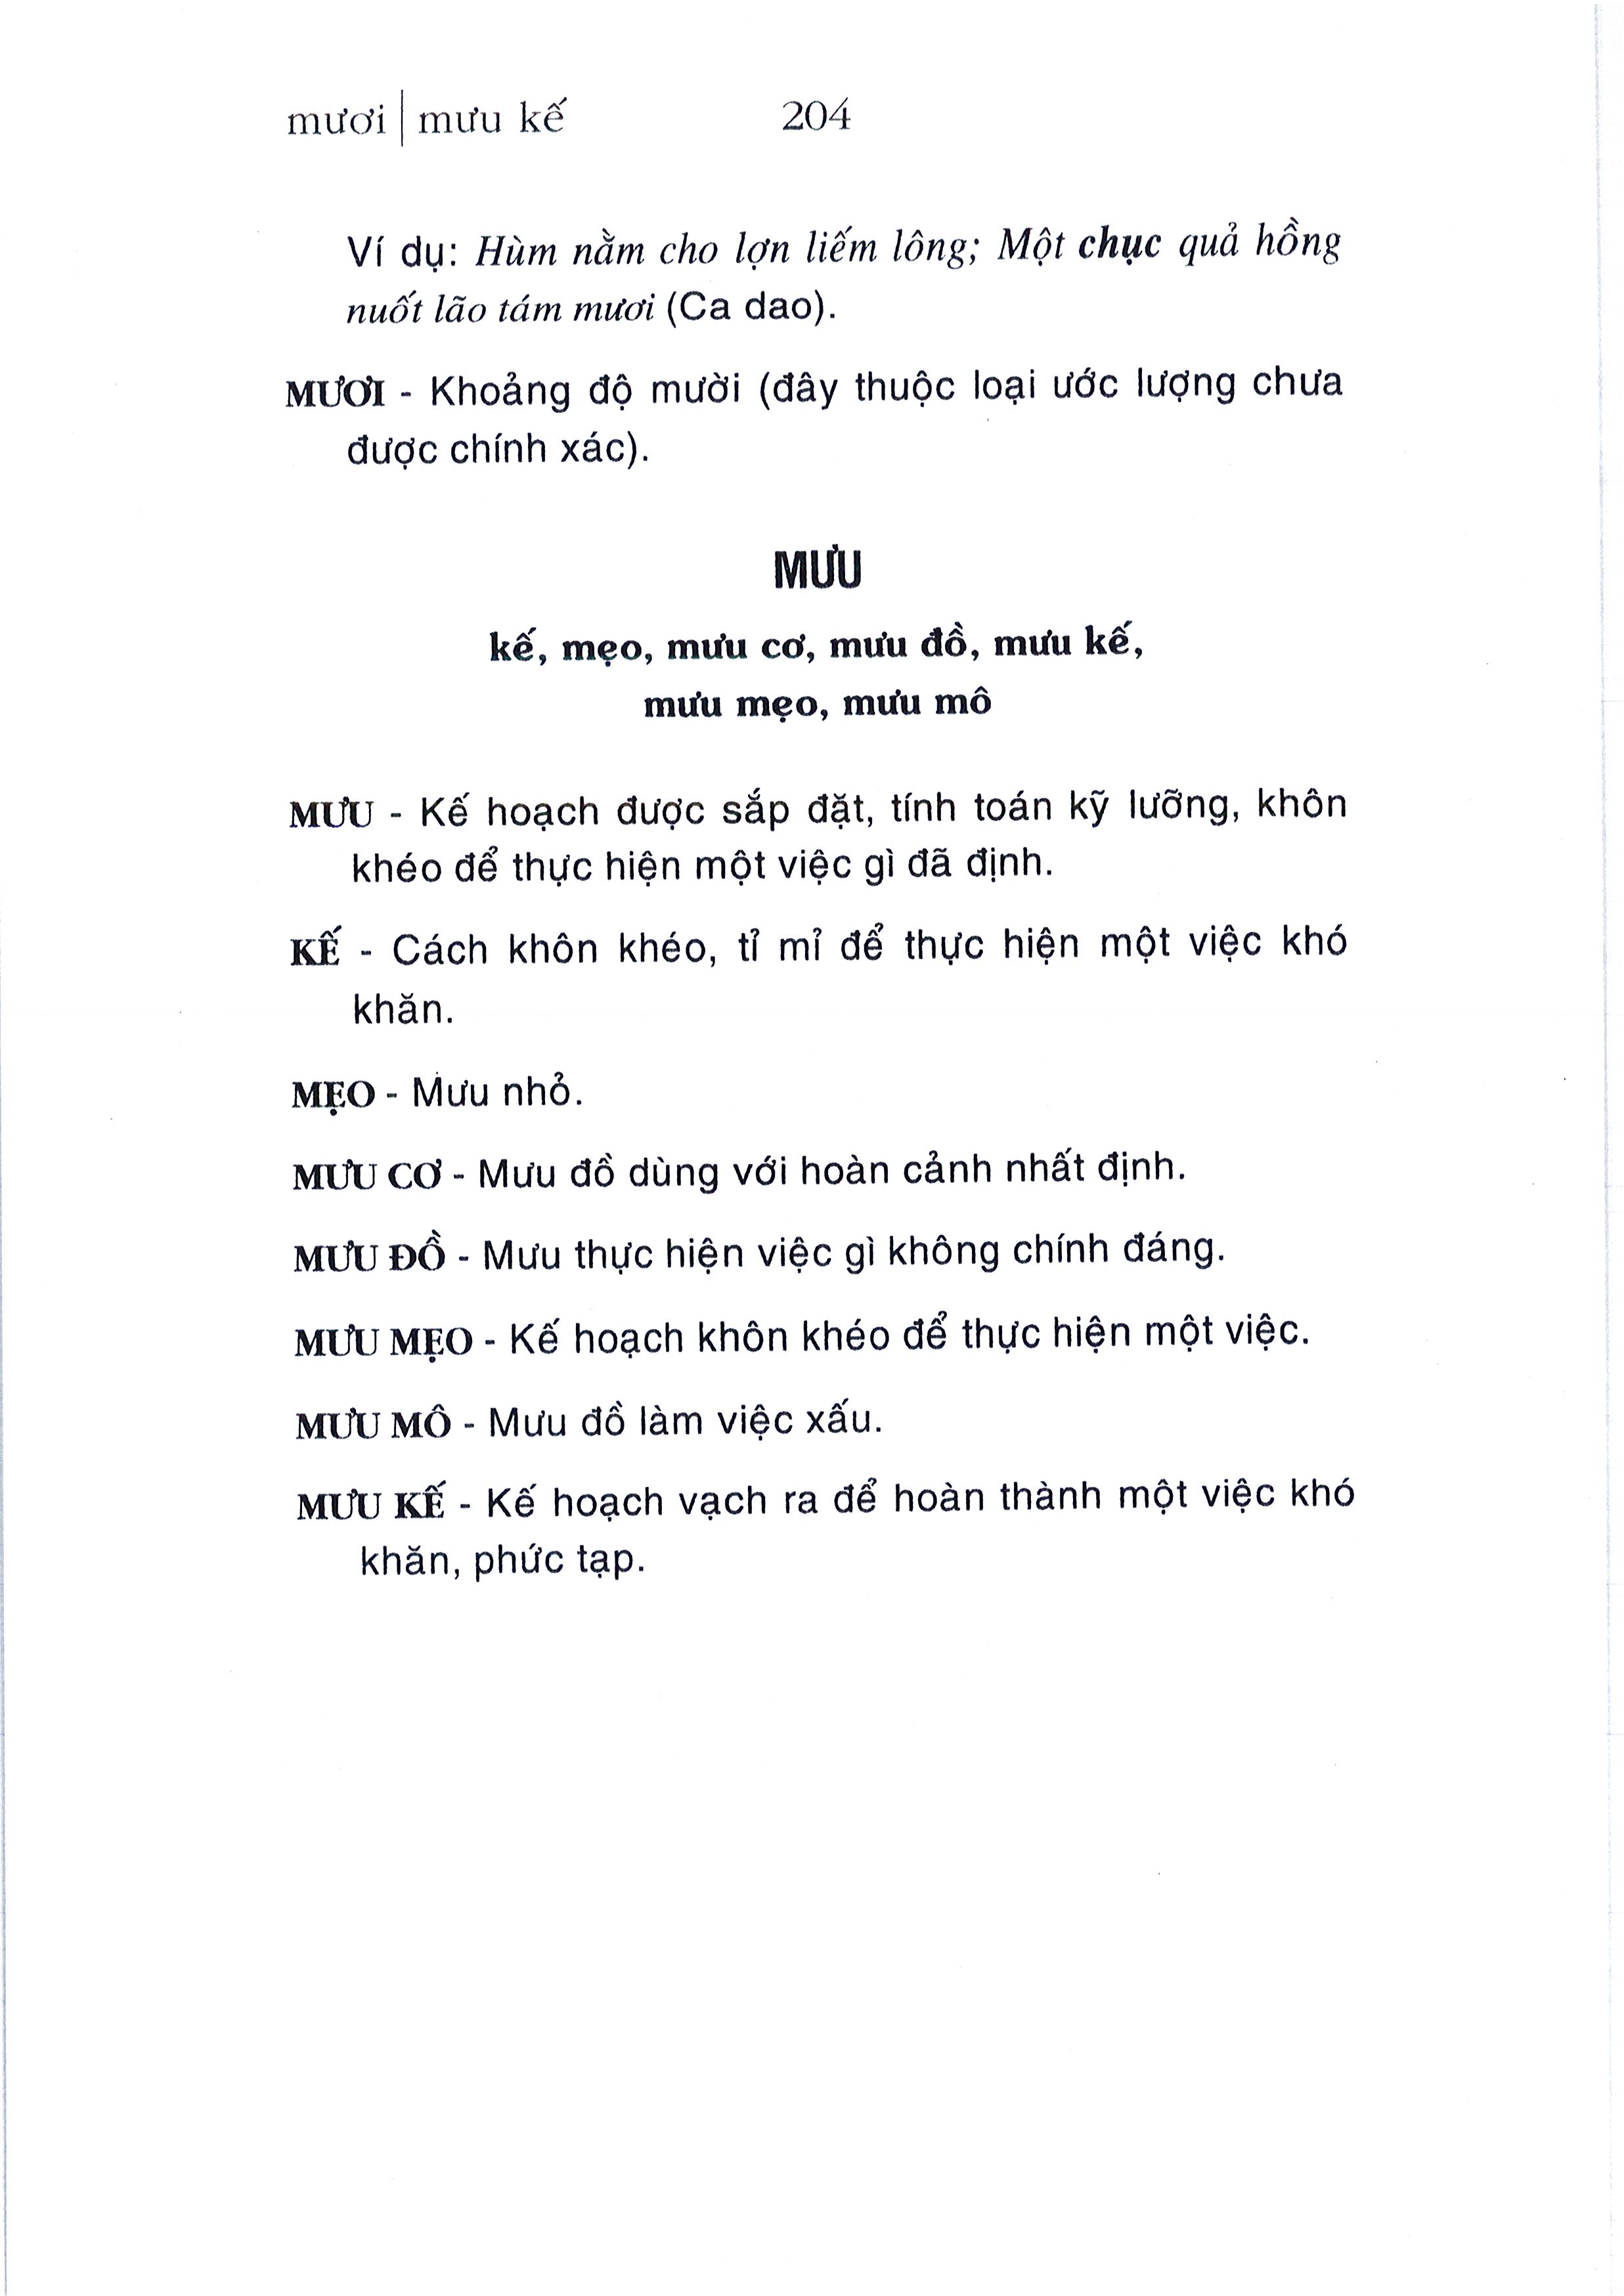 mươi | mưu kế 204
Ví dụ: Hùm nằm cho lợn liếm lông; Một chục quả hồng
nuốt lão tám mươi (Ca dao).
MƯƠI - Khoảng độ mười (đây thuộc loại ước lượng chưa
được chính xác).
MƯU
kế, mẹo, mưu cơ, mưu đồ, mưu kế,
mưu mẹo, mưu mô
MƯU - Kế hoạch được sắp đặt, tính toán kỹ lưỡng, khôn
khéo để thực hiện một việc gì đã định.
KẾ - Cách khôn khéo, tỉ mỉ để thực hiện một việc khó
khăn.
MẸO - Mưu nhỏ.
MƯU CƠ - Mưu đồ dùng với hoàn cảnh nhất định.
MƯU ĐỒ - Mưu thực hiện việc gì không chính đáng.
MƯU MẸO - Kế hoạch khôn khéo để thực hiện một việc.
MƯU MÔ - Mưu đồ làm việc xấu.
MƯU KẾ - Kế hoạch vạch ra để hoàn thành một việc khó
khăn, phức tạp.